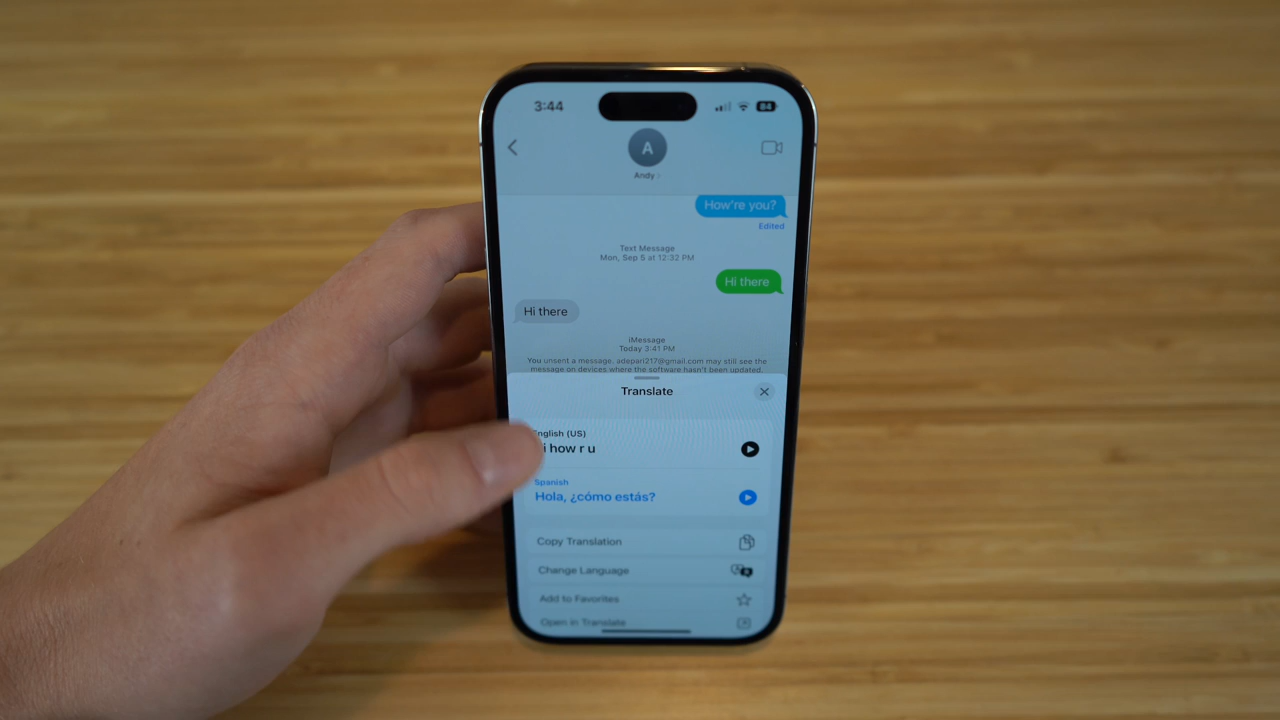 3:44
84
A
Andy
How're you?
Edited
Text Message
Mon, Sep 5 at 12:32 PM
Hi there
Hi there
iMessage
Today 3:41 PM
You unsent a message. adepari217@gmail.com may still see the
message on devices where the software hasn't been updated.
Translate
English (US)
i how r u
Spanish
Hola, ¿cómo estás?
Copy Translation
Change Language
Add to Favorites
Open in Translate